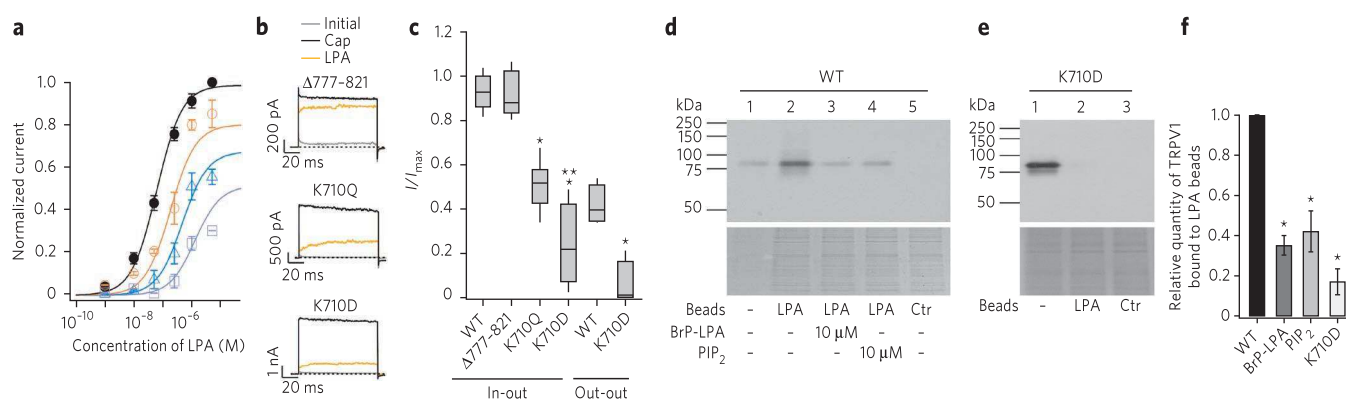 a
Normalized current
1.0
0.8
0.6
0.4
0.2
0
10⁻¹⁰
10⁻⁸
10⁻⁶
Concentration of LPA (M)
b
Initial
Cap
LPA
Δ777–821
200 pA
20 ms
K710Q
500 pA
20 ms
K710D
1 nA
20 ms
c
I/Imax
1.2
1.0
0.8
0.6
0.4
0.2
0
*
**
*
*
WT
Δ777-821
K710Q
K710D
WT
K710D
In-out
Out-out
d
WT
kDa 1 2 3 4 5
250
150
100
75
50
Beads – LPA LPA LPA Ctr
BrP-LPA – – 10 μM – –
PIP₂ – – – 10 μM –
e
K710D
kDa 1 2 3
250
150
100
75
50
Beads – LPA Ctr
f
Relative quantity of TRPV1
bound to LPA beads
1.0
0.8
0.6
0.4
0.2
0
*
*
*
WT
BrP-LPA
PIP₂
K710D